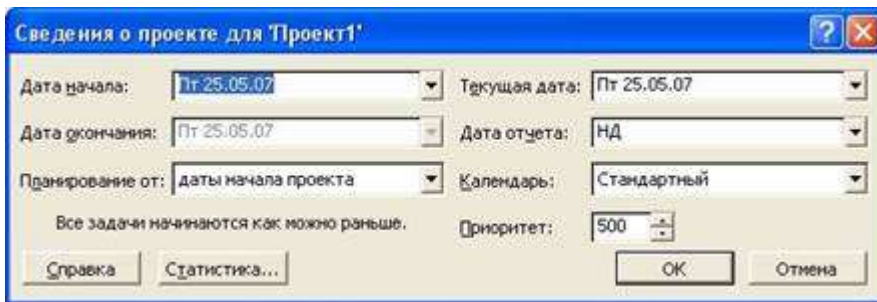 Сведения о проекте для 'Проект1'
Дата начала: Пт 25.05.07 Текущая дата: Пт 25.05.07
Дата окончания: Пт 25.05.07 Дата отчета: НД
Планирование от: даты начала проекта Календарь: Стандартный
Все задачи начинаются как можно раньше. Приоритет: 500
Справка Статистика... ОК Отмена